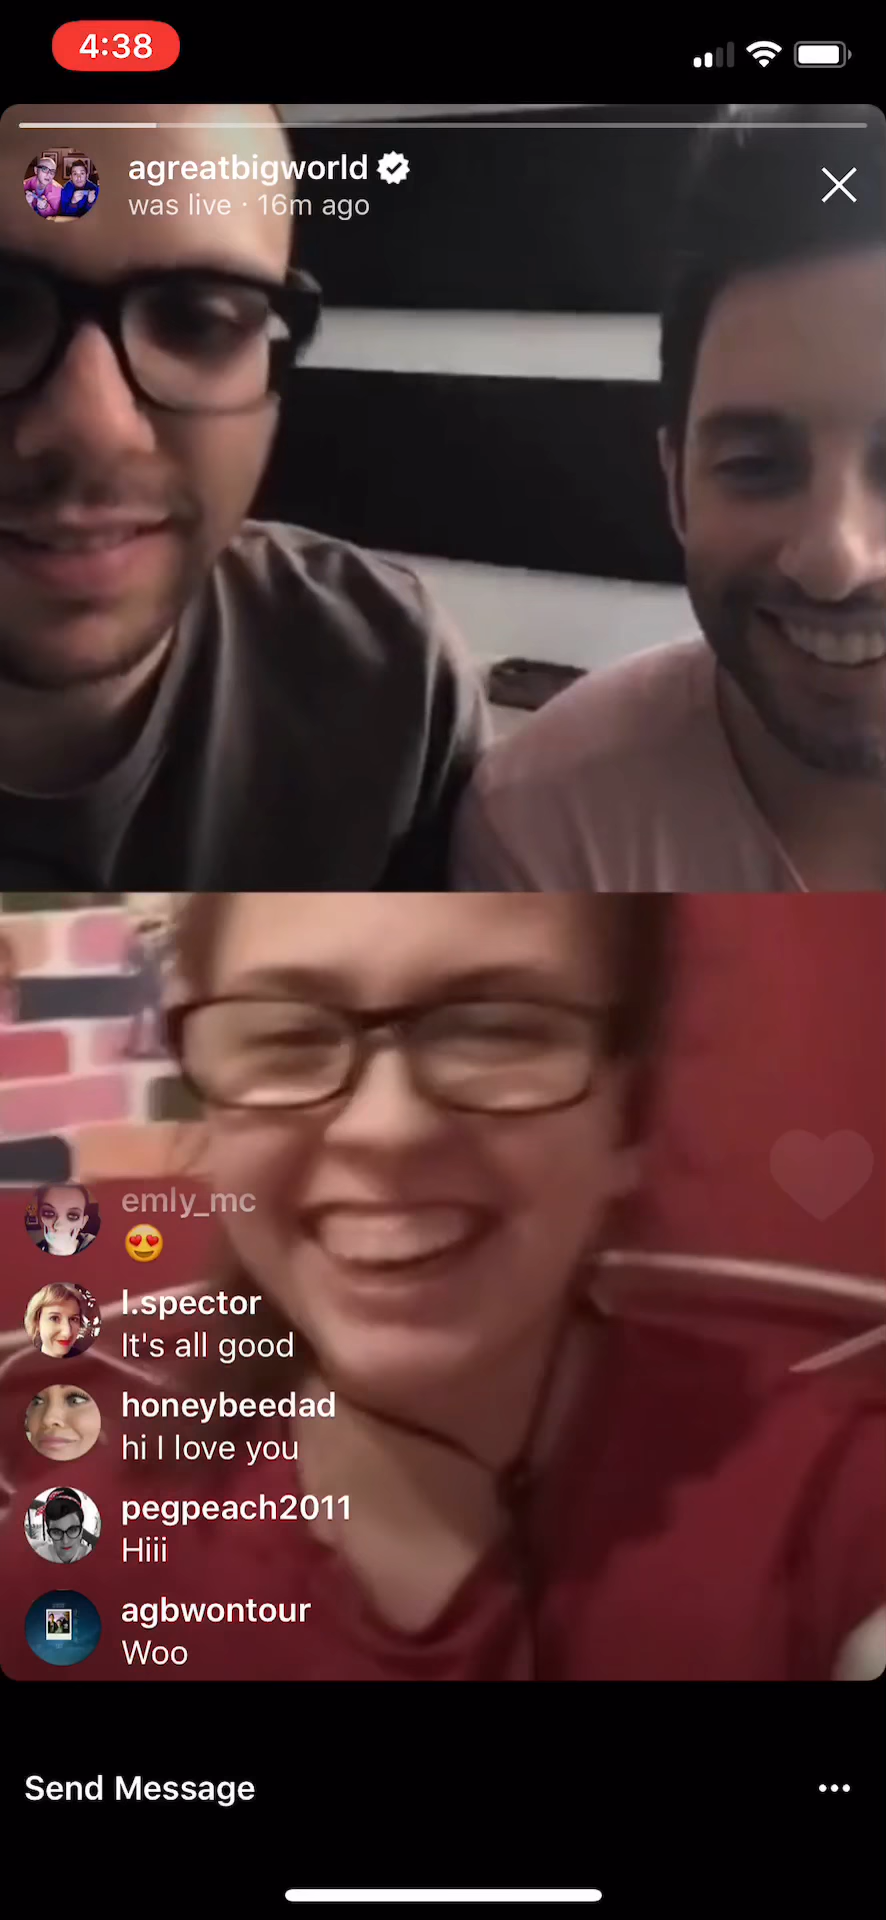 4:38
agreatbigworld
was live · 16m ago
emly_mc
😍
l.spector
It's all good
honeybeedad
hi I love you
pegpeach2011
Hiii
agbwontour
Woo
Send Message